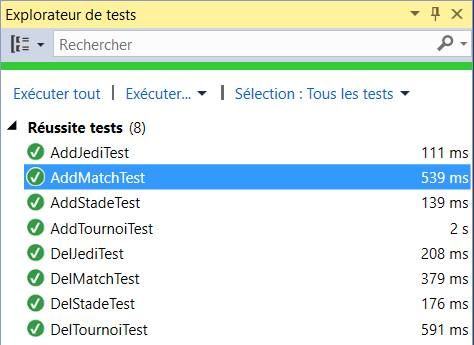 Explorateur de tests
Rechercher
Exécuter tout | Exécuter... | Sélection : Tous les tests
Réussite tests (8)
AddJediTest 111 ms
AddMatchTest 539 ms
AddStadeTest 139 ms
AddTournoiTest 2 s
DelJediTest 208 ms
DelMatchTest 379 ms
DelStadeTest 176 ms
DelTournoiTest 591 ms